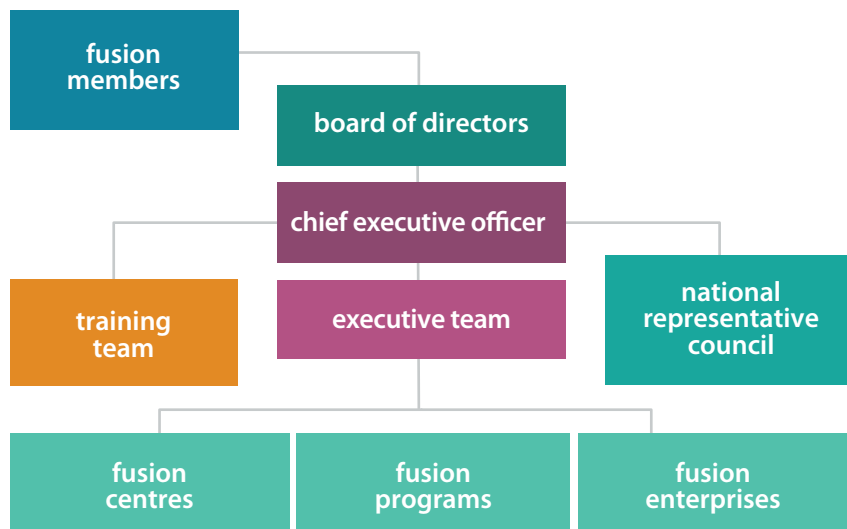 fusion
members
board of directors
chief executive officer
training
team
executive team
national
representative
council
fusion
centres
fusion
programs
fusion
enterprises